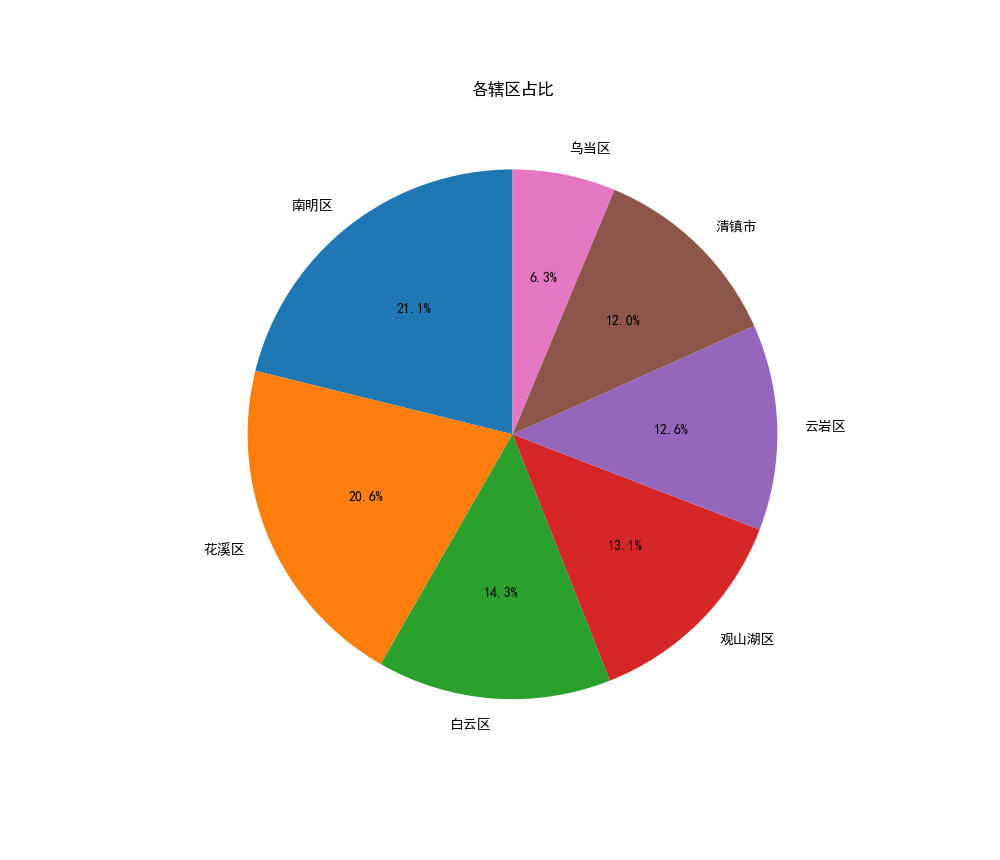 各辖区占比
乌当区
南明区
清镇市
6.3%
21.1%
12.0%
云岩区
12.6%
20.6%
花溪区
13.1%
14.3%
观山湖区
白云区